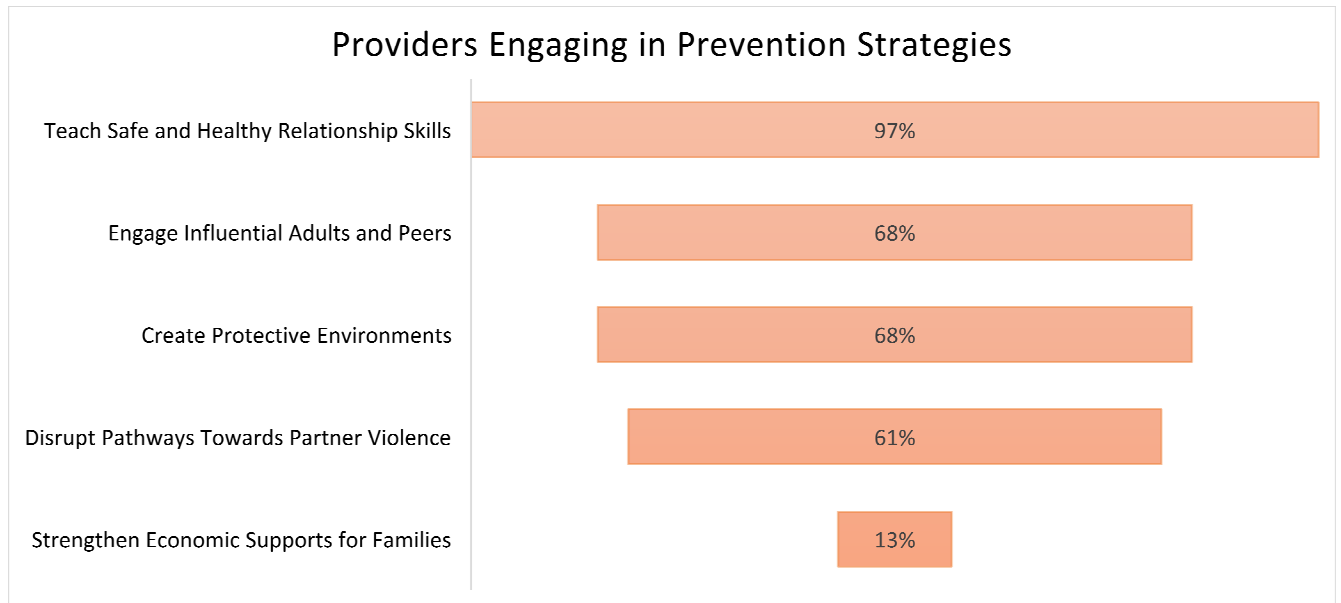 Providers Engaging in Prevention Strategies
Teach Safe and Healthy Relationship Skills
97%
Engage Influential Adults and Peers
68%
Create Protective Environments
68%
Disrupt Pathways Towards Partner Violence
61%
Strengthen Economic Supports for Families
13%